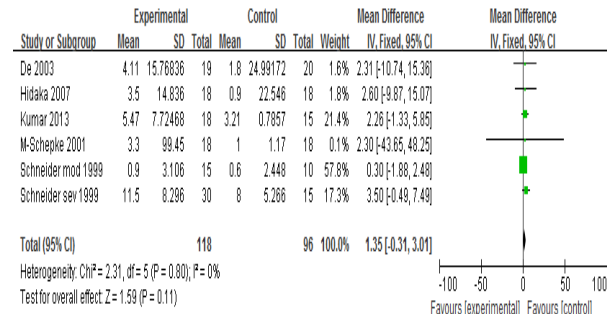 Experimental Control Mean Difference Mean Difference
Study or Subgroup Mean SD Total Mean SD Total Weight IV, Fixed, 95% CI IV, Fixed, 95% CI
De 2003 4.11 15.76836 19 1.8 24.99172 20 1.6% 2.31 [-10.74, 15.36]
Hidaka 2007 3.5 14.836 18 0.9 22.546 18 1.8% 2.60 [-9.87, 15.07]
Kumar 2013 5.47 7.72468 18 3.21 0.7857 15 21.4% 2.26 [-1.33, 5.85]
M-Schepke 2001 3.3 99.45 18 1 1.17 18 0.1% 2.30 [-43.65, 48.25]
Schneider mod 1999 0.9 3.106 15 0.6 2.448 10 57.8% 0.30 [-1.88, 2.48]
Schneider sev 1999 11.5 8.296 30 8 5.266 15 17.3% 3.50 [-0.49, 7.49]
Total (95% CI) 118 96 100.0% 1.35 [-0.31, 3.01]
Heterogeneity: Chi² = 2.31, df = 5 (P = 0.80); I² = 0%
Test for overall effect: Z = 1.59 (P = 0.11)
-100 -50 0 50 100
Favours [experimental] Favours [control]